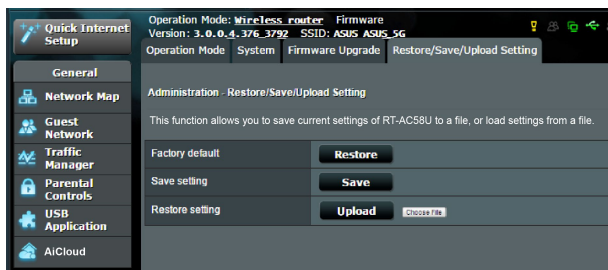 Quick Internet
Setup
Operation Mode: Wireless router Firmware
Version: 3.0.0.4.376_3792 SSID: ASUS ASUS_5G
Operation Mode System Firmware Upgrade Restore/Save/Upload Setting
General
Network Map
Guest
Network
Traffic
Manager
Parental
Controls
USB
Application
AiCloud
Administration - Restore/Save/Upload Setting
This function allows you to save current settings of RT-AC58U to a file, or load settings from a file.
Factory default Restore
Save setting Save
Restore setting Upload Choose File